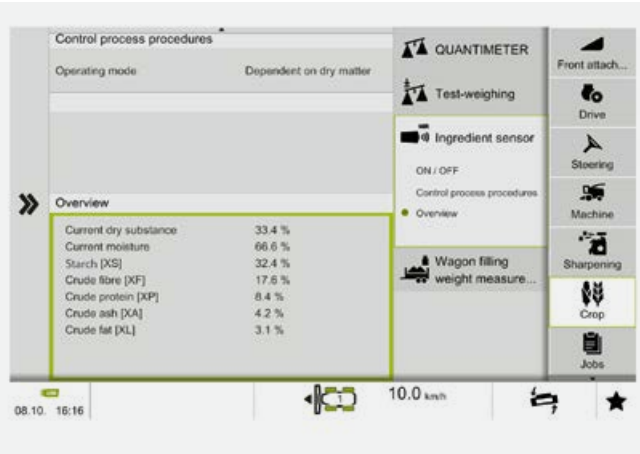 Control process procedures
Operating mode Dependent on dry matter
Overview
Current dry substance 33.4 %
Current moisture 66.6 %
Starch [XS] 32.4 %
Crude fibre [XF] 17.6 %
Crude protein [XP] 8.4 %
Crude ash [XA] 4.2 %
Crude fat [XL] 3.1 %
QUANTIMETER
Test-weighing
Ingredient sensor
ON / OFF
Control process procedures
Overview
Wagon filling
weight measure...
Front attach...
Drive
Steering
Machine
Sharpening
Crop
Jobs
08.10. 16:16
1
10.0 km/h